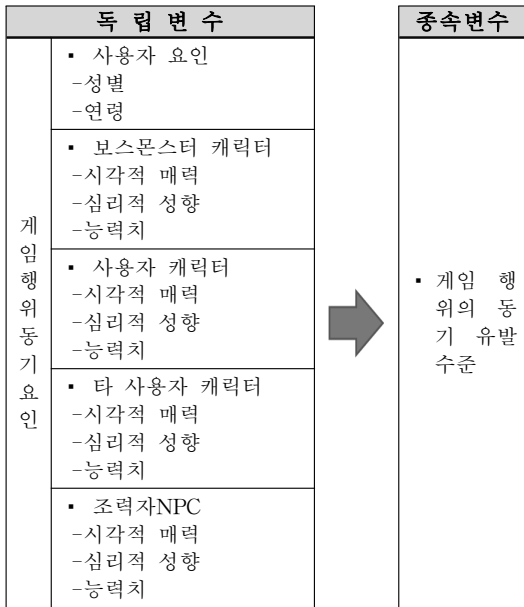 독 립 변 수
게
임
행
위
동
기
요
인
▪ 사용자 요인
-성별
-연령
▪ 보스몬스터 캐릭터
-시각적 매력
-심리적 성향
-능력치
▪ 사용자 캐릭터
-시각적 매력
-심리적 성향
-능력치
▪ 타 사용자 캐릭터
-시각적 매력
-심리적 성향
-능력치
▪ 조력자NPC
-시각적 매력
-심리적 성향
-능력치
종속변수
▪ 게임 행
위의 동
기 유발
수준